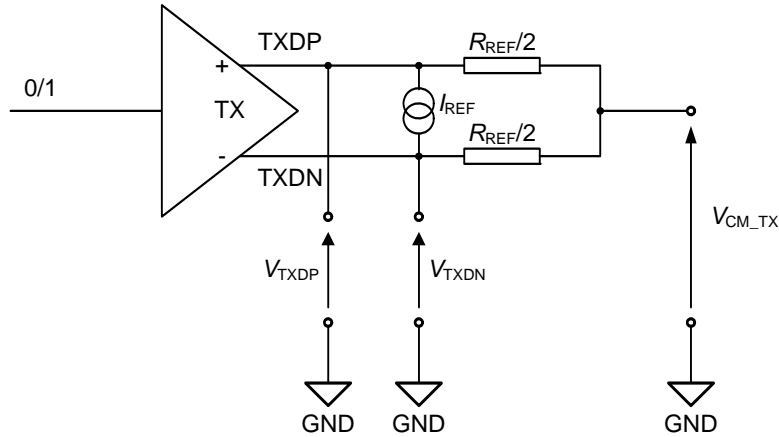 TXDP
R_REF/2
+
0/1
TX
I_REF
R_REF/2
-
TXDN
V_TXDP
V_TXDN
V_CM_TX
GND
GND
GND